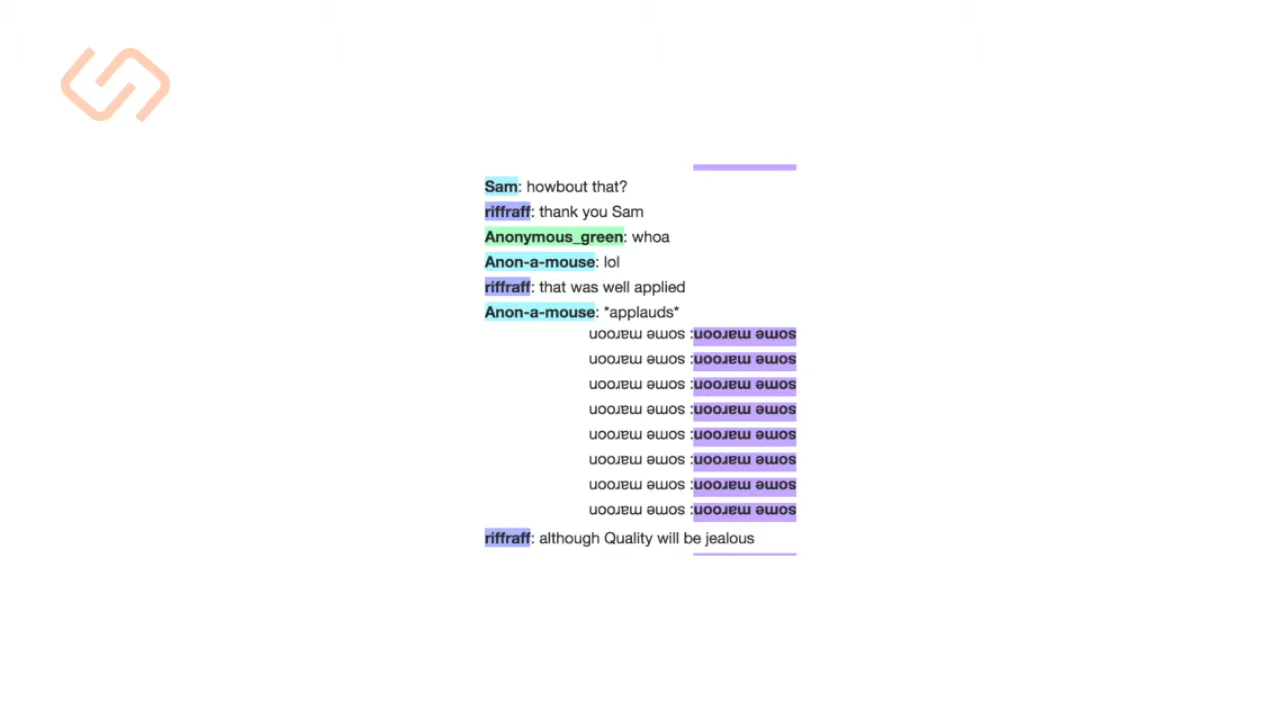 Sam: howbout that?
riffraff: thank you Sam
Anonymous_green: whoa
Anon-a-mouse: lol
riffraff: that was well applied
Anon-a-mouse: *applauds*
some maroon: some maroon
some maroon: some maroon
some maroon: some maroon
some maroon: some maroon
some maroon: some maroon
some maroon: some maroon
some maroon: some maroon
some maroon: some maroon
riffraff: although Quality will be jealous